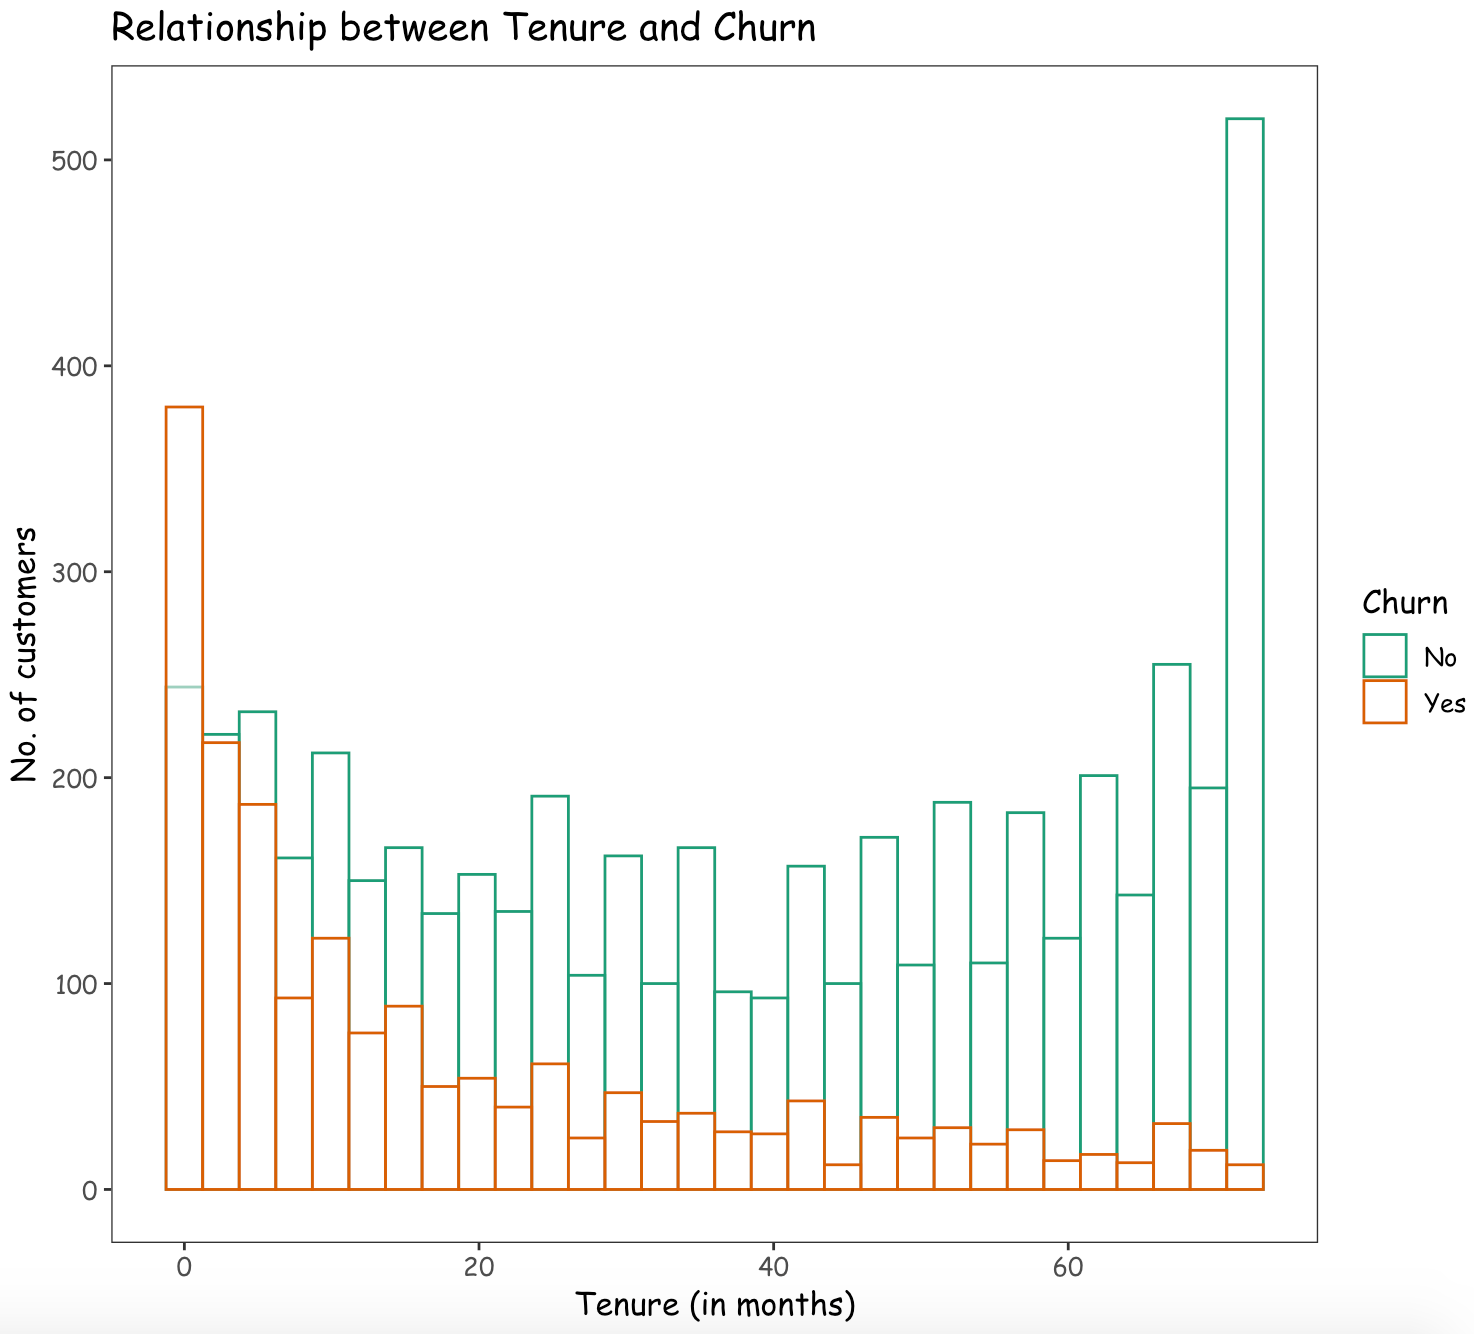 Relationship between Tenure and Churn
500
400
300
200
100
0
No. of customers
0 20 40 60
Tenure (in months)
Churn
No
Yes